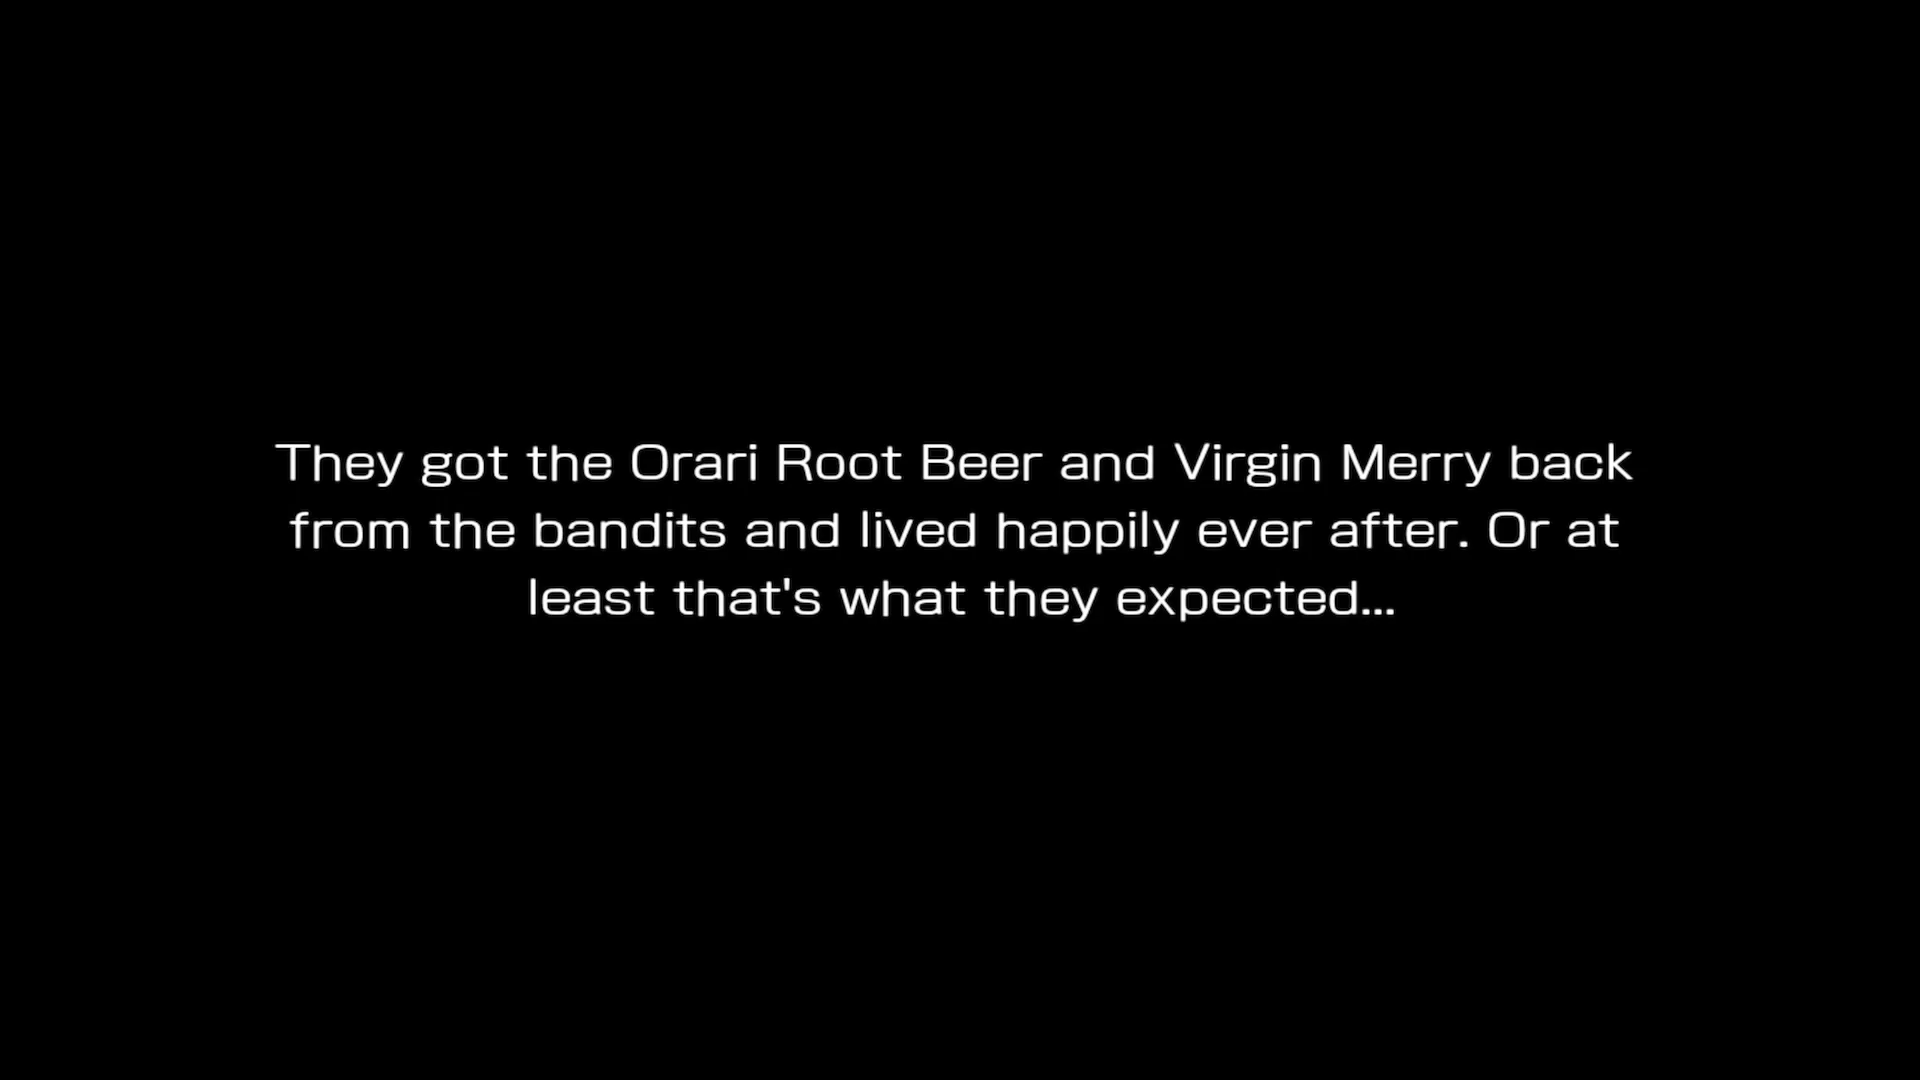 They got the Orari Root Beer and Virgin Merry back
from the bandits and lived happily ever after. Or at
least that's what they expected...